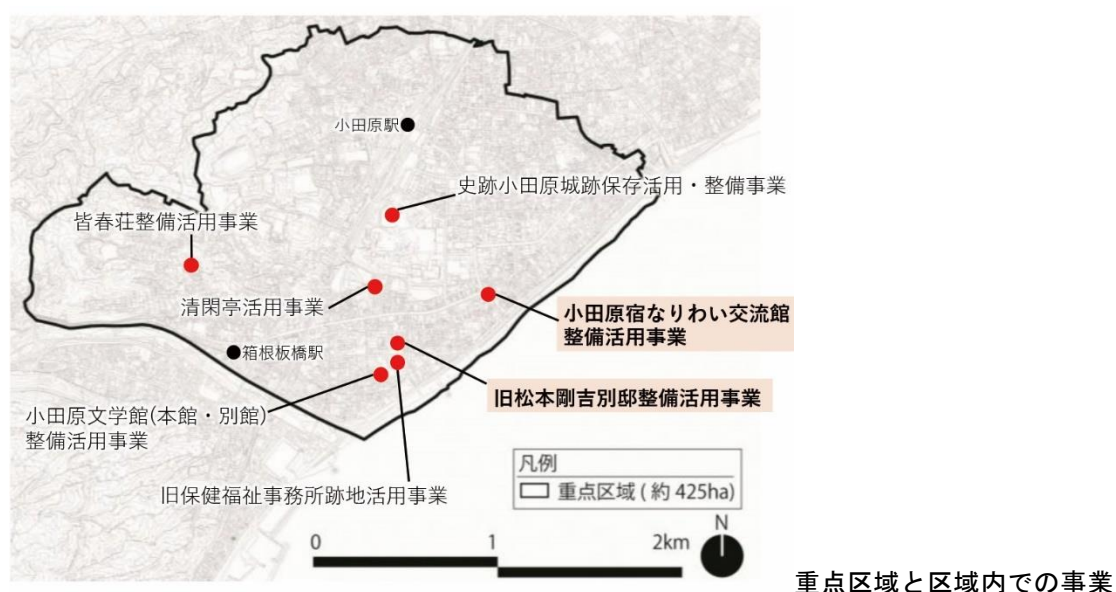 小田原駅
史跡小田原城跡保存活用・整備事業
皆春荘整備活用事業
清閑亭活用事業
小田原宿なりわい交流館
整備活用事業
箱根板橋駅
旧松本剛吉別邸整備活用事業
小田原文学館(本館・別館)
整備活用事業
旧保健福祉事務所跡地活用事業
凡例
重点区域(約425ha)
N
0 1 2km
重点区域と区域内での事業